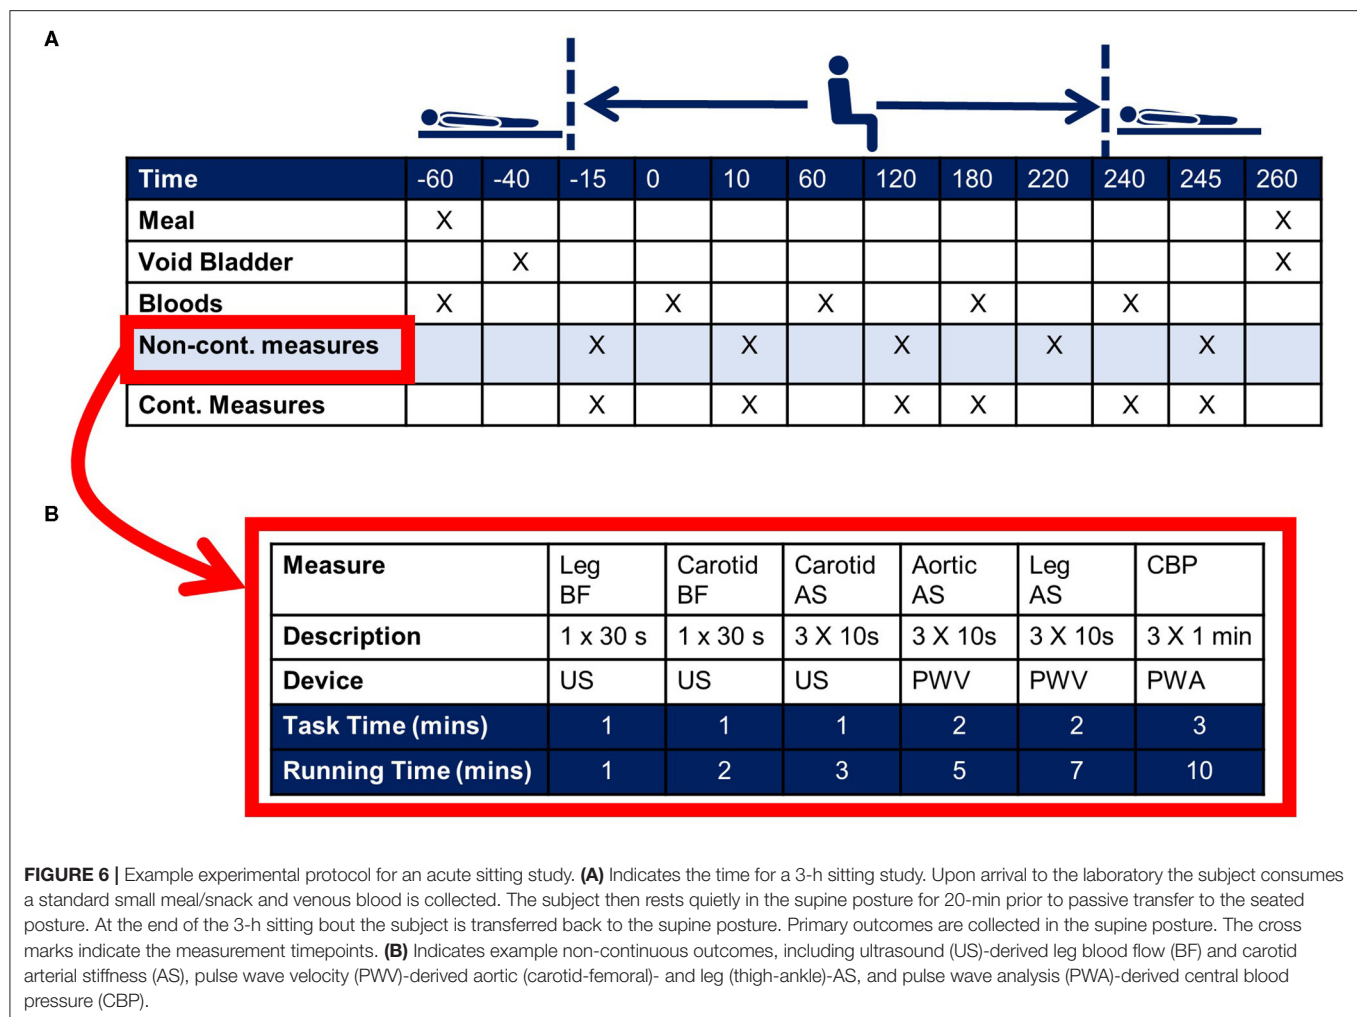 A
Time -60 -40 -15 0 10 60 120 180 220 240 245 260
Meal X X
Void Bladder X X
Bloods X X X X X
Non-cont. measures X X X X X
Cont. Measures X X X X X X
B
Measure Leg BF Carotid BF Carotid AS Aortic AS Leg AS CBP
Description 1 x 30 s 1 x 30 s 3 X 10s 3 X 10s 3 X 10s 3 X 1 min
Device US US US PWV PWV PWA
Task Time (mins) 1 1 1 2 2 3
Running Time (mins) 1 2 3 5 7 10
FIGURE 6 | Example experimental protocol for an acute sitting study. (A) Indicates the time for a 3-h sitting study. Upon arrival to the laboratory the subject consumes
a standard small meal/snack and venous blood is collected. The subject then rests quietly in the supine posture for 20-min prior to passive transfer to the seated
posture. At the end of the 3-h sitting bout the subject is transferred back to the supine posture. Primary outcomes are collected in the supine posture. The cross
marks indicate the measurement timepoints. (B) Indicates example non-continuous outcomes, including ultrasound (US)-derived leg blood flow (BF) and carotid
arterial stiffness (AS), pulse wave velocity (PWV)-derived aortic (carotid-femoral)- and leg (thigh-ankle)-AS, and pulse wave analysis (PWA)-derived central blood
pressure (CBP).